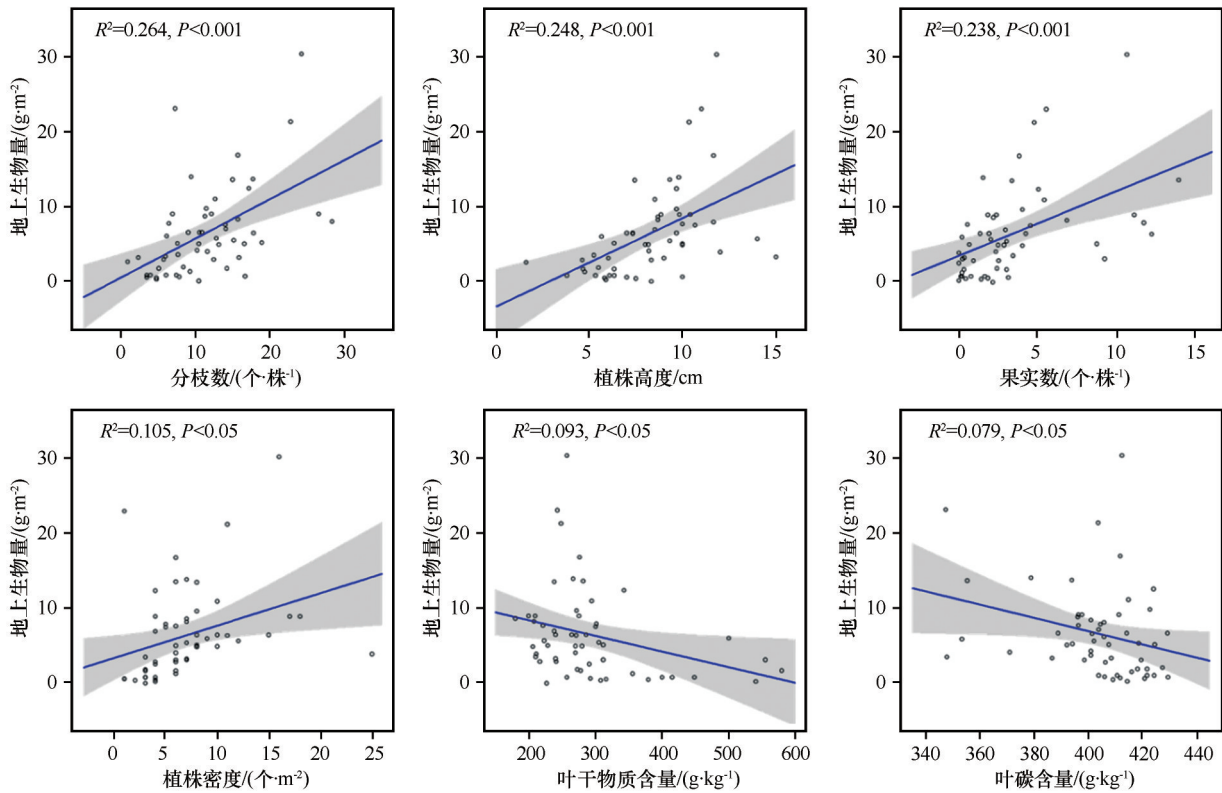 R²=0.264, P<0.001
30
20
10
0
地上生物量/(g·m⁻²)
0 10 20 30
分枝数/(个·株⁻¹)
R²=0.248, P<0.001
30
20
10
0
地上生物量/(g·m⁻²)
0 5 10 15
植株高度/cm
R²=0.238, P<0.001
30
20
10
0
地上生物量/(g·m⁻²)
0 5 10 15
果实数/(个·株⁻¹)
R²=0.105, P<0.05
30
20
10
0
地上生物量/(g·m⁻²)
0 5 10 15 20 25
植株密度/(个·m⁻²)
R²=0.093, P<0.05
30
20
10
0
地上生物量/(g·m⁻²)
200 300 400 500 600
叶干物质含量/(g·kg⁻¹)
R²=0.079, P<0.05
30
20
10
0
地上生物量/(g·m⁻²)
340 360 380 400 420 440
叶碳含量/(g·kg⁻¹)